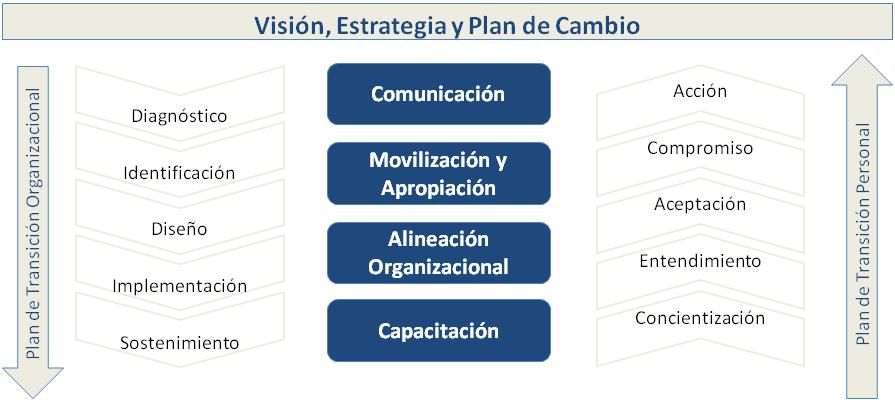 Visión, Estrategia y Plan de Cambio
Plan de Transición Organizacional
Diagnóstico
Identificación
Diseño
Implementación
Sostenimiento
Comunicación
Movilización y
Apropiación
Alineación
Organizacional
Capacitación
Acción
Compromiso
Aceptación
Entendimiento
Concientización
Plan de Transición Personal